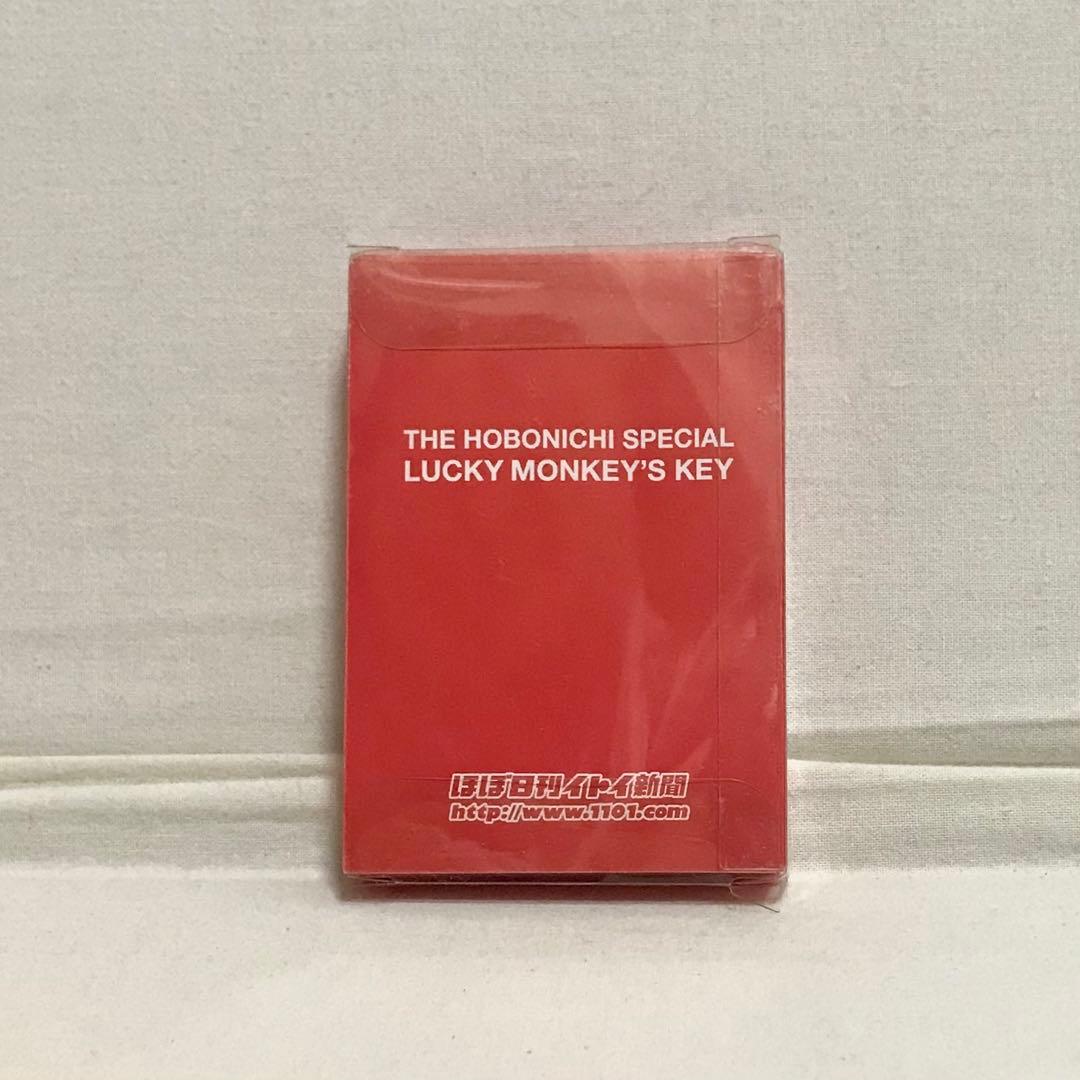 THE HOBONICHI SPECIAL
LUCKY MONKEY'S KEY
ほぼ日刊イトイ新聞
http://www.1101.com